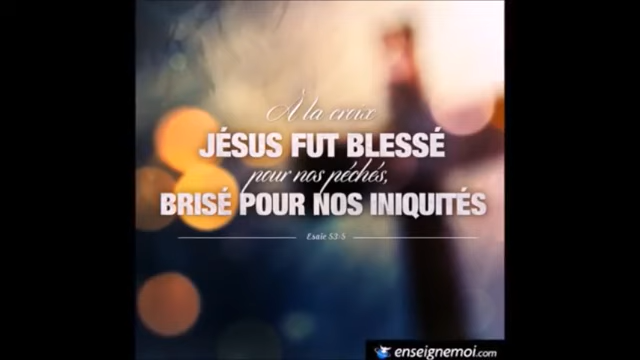 À la croix
JÉSUS FUT BLESSÉ
pour nos péchés,
BRISÉ POUR NOS INIQUITÉS
Esaïe 53-5
enseignemoi.com